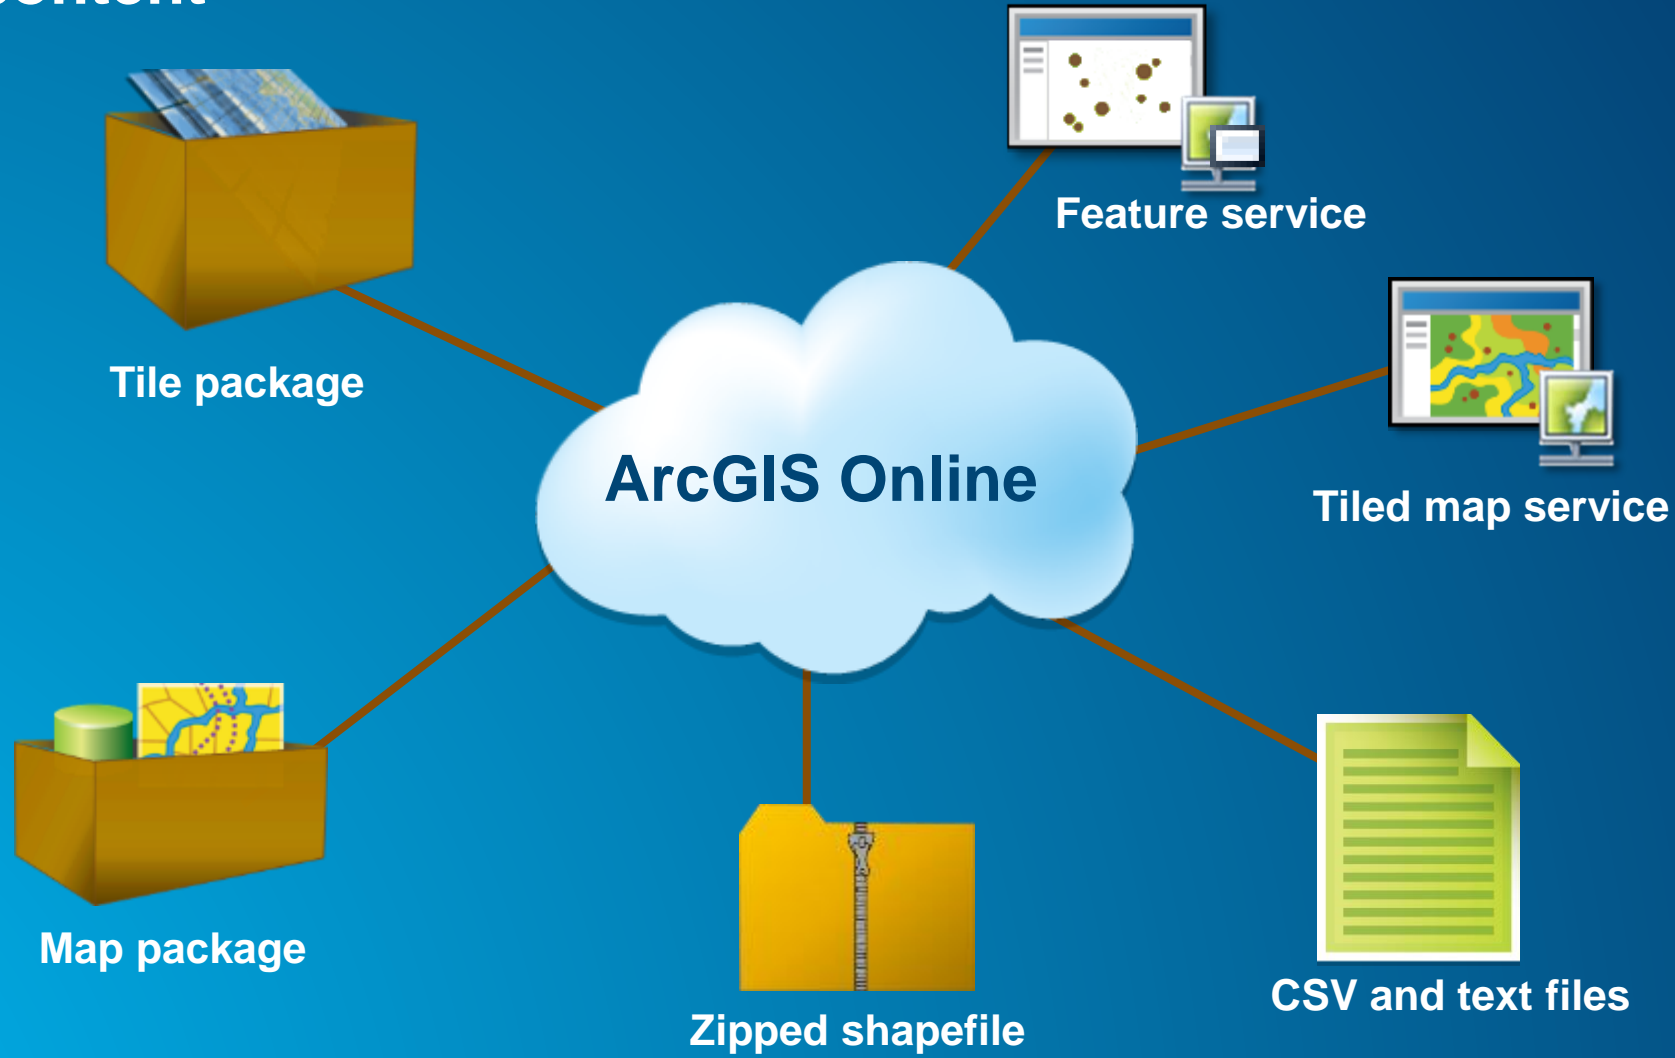 Feature service
Tile package
ArcGIS Online
Tiled map service
Map package
CSV and text files
Zipped shapefile